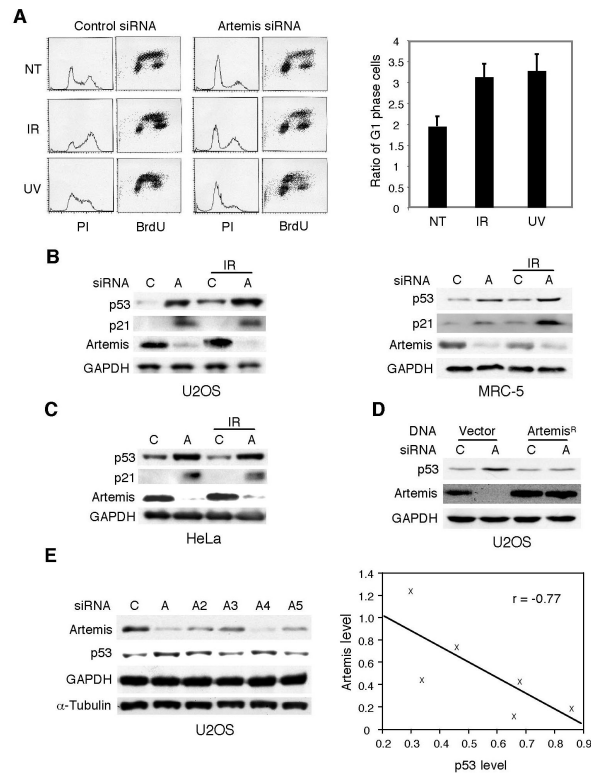 A
Control siRNA
Artemis siRNA
NT
IR
UV
PI
BrdU
PI
BrdU
Ratio of G1 phase cells
4
3.5
3
2.5
2
1.5
1
0.5
0
NT IR UV
B
IR
siRNA C A C A
p53
p21
Artemis
GAPDH
U2OS
IR
siRNA C A C A
p53
p21
Artemis
GAPDH
MRC-5
C
IR
C A C A
p53
p21
Artemis
GAPDH
HeLa
D
DNA Vector ArtemisR
siRNA C A C A
p53
Artemis
GAPDH
U2OS
E
siRNA C A A2 A3 A4 A5
Artemis
p53
GAPDH
α-Tubulin
U2OS
Artemis level
1.4
1.2
1.0
0.8
0.6
0.4
0.2
0
r = -0.77
x
x
x
x
x
x
0.2 0.3 0.4 0.5 0.6 0.7 0.8 0.9
p53 level